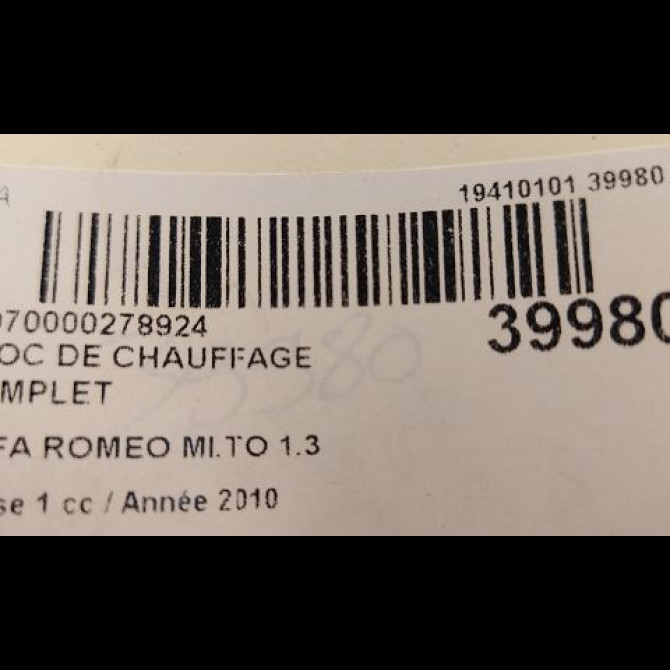 19410101 39980
070000278924
39980
OC DE CHAUFFAGE
MPLET
FA ROMEO MI.TO 1.3
se 1 cc / Année 2010